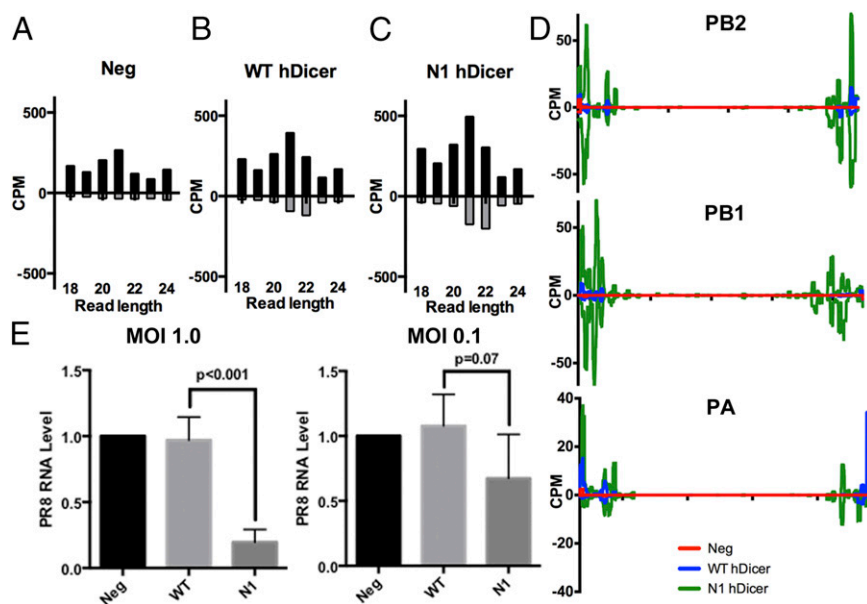 A
Neg
CPM
500
0
-500
18 20 22 24
Read length
B
WT hDicer
CPM
500
0
-500
18 20 22 24
Read length
C
N1 hDicer
CPM
500
0
-500
18 20 22 24
Read length
D
PB2
CPM
50
0
-50
PB1
CPM
50
0
-50
PA
CPM
40
20
0
-20
-40
Neg
WT hDicer
N1 hDicer
E
MOI 1.0
PR8 RNA Level
1.5
1.0
0.5
0.0
p<0.001
Neg WT N1
MOI 0.1
PR8 RNA Level
1.5
1.0
0.5
0.0
p=0.07
Neg WT N1